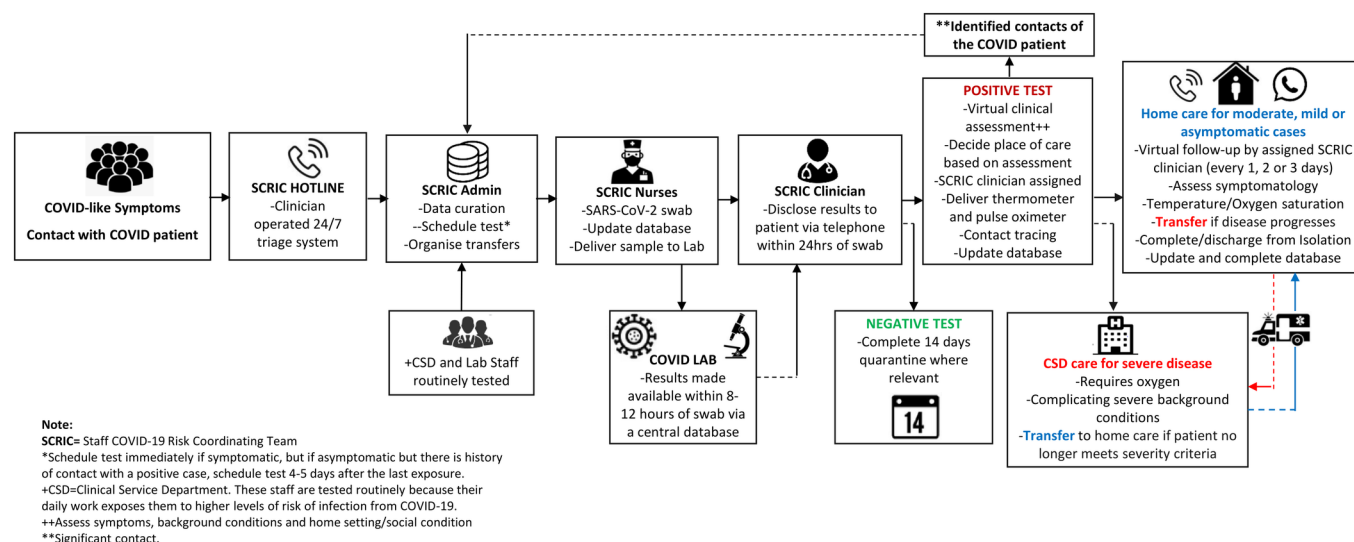 **Identified contacts of
the COVID patient
COVID-like Symptoms
Contact with COVID patient
SCRIC HOTLINE
-Clinician
operated 24/7
triage system
SCRIC Admin
-Data curation
--Schedule test*
-Organise transfers
+CSD and Lab Staff
routinely tested
SCRIC Nurses
-SARS-CoV-2 swab
-Update database
-Deliver sample to Lab
COVID LAB
-Results made
available within 8-
12 hours of swab via
a central database
SCRIC Clinician
-Disclose results to
patient via telephone
within 24hrs of swab
POSITIVE TEST
-Virtual clinical
assessment++
-Decide place of care
based on assessment
-SCRIC clinician assigned
-Deliver thermometer
and pulse oximeter
-Contact tracing
-Update database
NEGATIVE TEST
-Complete 14 days
quarantine where
relevant
14
Home care for moderate, mild or
asymptomatic cases
-Virtual follow-up by assigned SCRIC
clinician (every 1, 2 or 3 days)
-Assess symptomatology
-Temperature/Oxygen saturation
-Transfer if disease progresses
-Complete/discharge from Isolation
-Update and complete database
CSD care for severe disease
-Requires oxygen
-Complicating severe background
conditions
-Transfer to home care if patient no
longer meets severity criteria
Note:
SCRIC= Staff COVID-19 Risk Coordinating Team
*Schedule test immediately if symptomatic, but if asymptomatic but there is history
of contact with a positive case, schedule test 4-5 days after the last exposure.
+CSD=Clinical Service Department. These staff are tested routinely because their
daily work exposes them to higher levels of risk of infection from COVID-19.
++Assess symptoms, background conditions and home setting/social condition
**Significant contact.